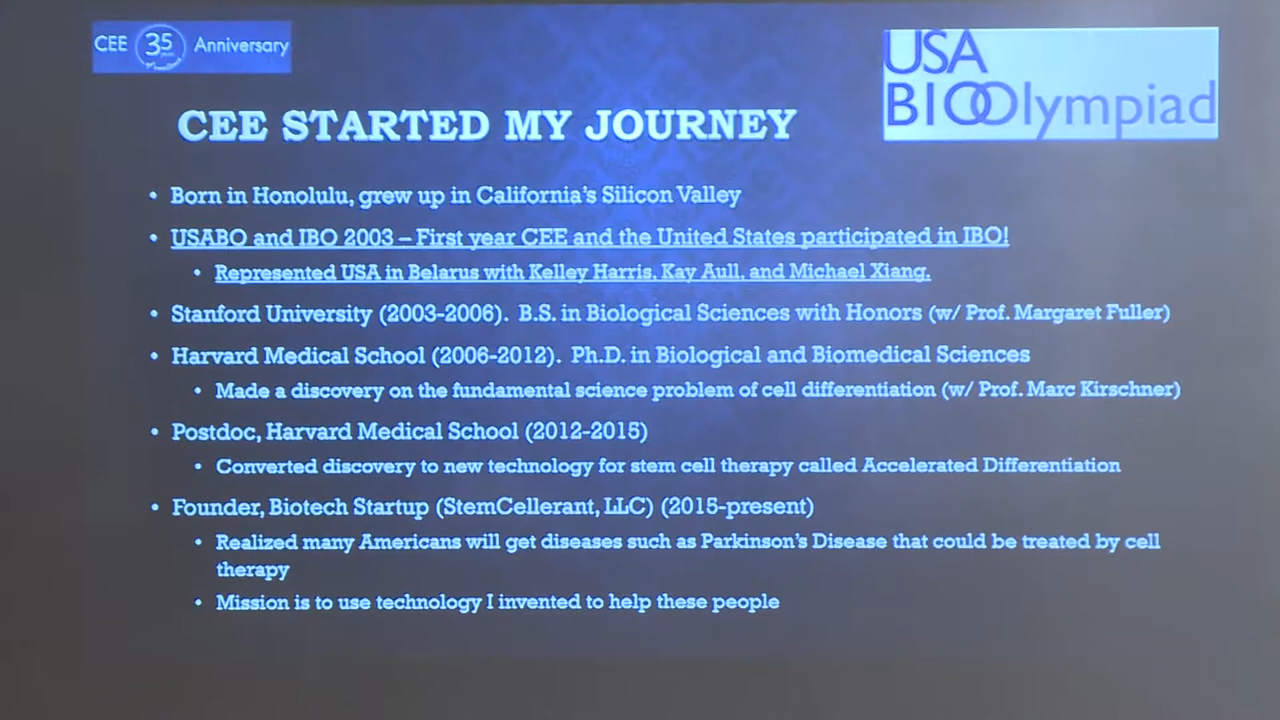 CEE 35 Anniversary
USA
BIOOlympiad
CEE STARTED MY JOURNEY
• Born in Honolulu, grew up in California's Silicon Valley
• USABO and IBO 2003 – First year CEE and the United States participated in IBO!
• Represented USA in Belarus with Kelley Harris, Kay Aull, and Michael Xiang.
• Stanford University (2003-2006). B.S. in Biological Sciences with Honors (w/ Prof. Margaret Fuller)
• Harvard Medical School (2006-2012). Ph.D. in Biological and Biomedical Sciences
• Made a discovery on the fundamental science problem of cell differentiation (w/ Prof. Marc Kirschner)
• Postdoc, Harvard Medical School (2012-2015)
• Converted discovery to new technology for stem cell therapy called Accelerated Differentiation
• Founder, Biotech Startup (StemCellerant, LLC) (2015-present)
• Realized many Americans will get diseases such as Parkinson's Disease that could be treated by cell
therapy
• Mission is to use technology I invented to help these people